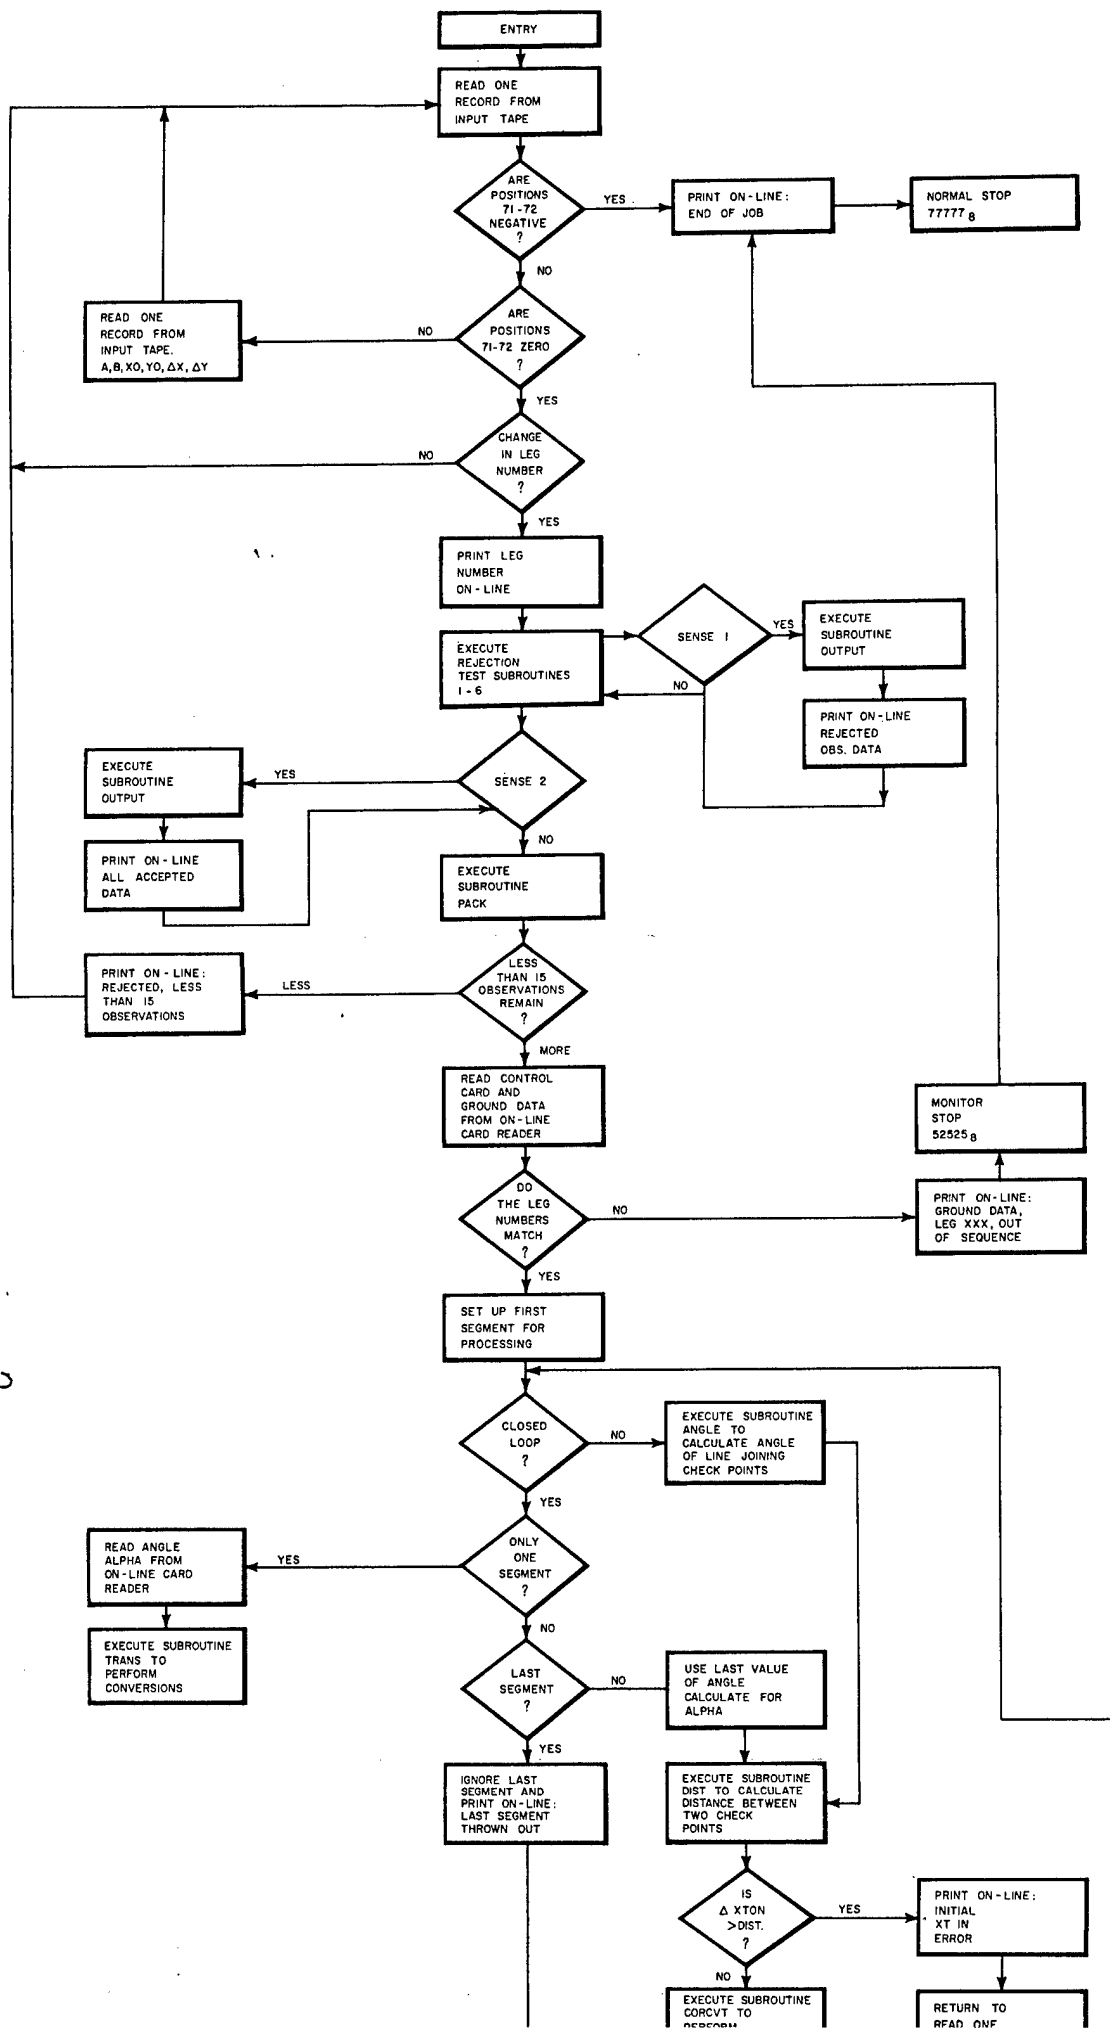 ENTRY
READ ONE
RECORD FROM
INPUT TAPE
ARE
POSITIONS
71-72
NEGATIVE
?
YES
PRINT ON-LINE:
END OF JOB
NORMAL STOP
77777 8
NO
READ ONE
RECORD FROM
INPUT TAPE.
A,B,XO,YO,ΔX,ΔY
NO
ARE
POSITIONS
71-72 ZERO
?
YES
NO
CHANGE
IN LEG
NUMBER
?
YES
PRINT LEG
NUMBER
ON-LINE
EXECUTE
REJECTION
TEST SUBROUTINES
1-6
SENSE 1
YES
EXECUTE
SUBROUTINE
OUTPUT
NO
PRINT ON-LINE
REJECTED
OBS. DATA
EXECUTE
SUBROUTINE
OUTPUT
YES
SENSE 2
NO
PRINT ON-LINE
ALL ACCEPTED
DATA
EXECUTE
SUBROUTINE
PACK
PRINT ON-LINE:
REJECTED, LESS
THAN 15
OBSERVATIONS
LESS
LESS
THAN 15
OBSERVATIONS
REMAIN
?
MORE
READ CONTROL
CARD AND
GROUND DATA
FROM ON-LINE
CARD READER
MONITOR
STOP
52525 8
DO
THE LEG
NUMBERS
MATCH
?
NO
PRINT ON-LINE:
GROUND DATA,
LEG XXX, OUT
OF SEQUENCE
YES
SET UP FIRST
SEGMENT FOR
PROCESSING
CLOSED
LOOP
?
NO
EXECUTE SUBROUTINE
ANGLE TO
CALCULATE ANGLE
OF LINE JOINING
CHECK POINTS
YES
READ ANGLE
ALPHA FROM
ON-LINE CARD
READER
YES
ONLY
ONE
SEGMENT
?
NO
EXECUTE SUBROUTINE
TRANS TO
PERFORM
CONVERSIONS
LAST
SEGMENT
?
NO
USE LAST VALUE
OF ANGLE
CALCULATE FOR
ALPHA
YES
IGNORE LAST
SEGMENT AND
PRINT ON-LINE:
LAST SEGMENT
THROWN OUT
EXECUTE SUBROUTINE
DIST TO CALCULATE
DISTANCE BETWEEN
TWO CHECK
POINTS
IS
Δ XTON
>DIST.
?
YES
PRINT ON-LINE:
INITIAL
XT IN
ERROR
NO
EXECUTE SUBROUTINE
CORCVT TO
PERFORM
RETURN TO
READ ONE